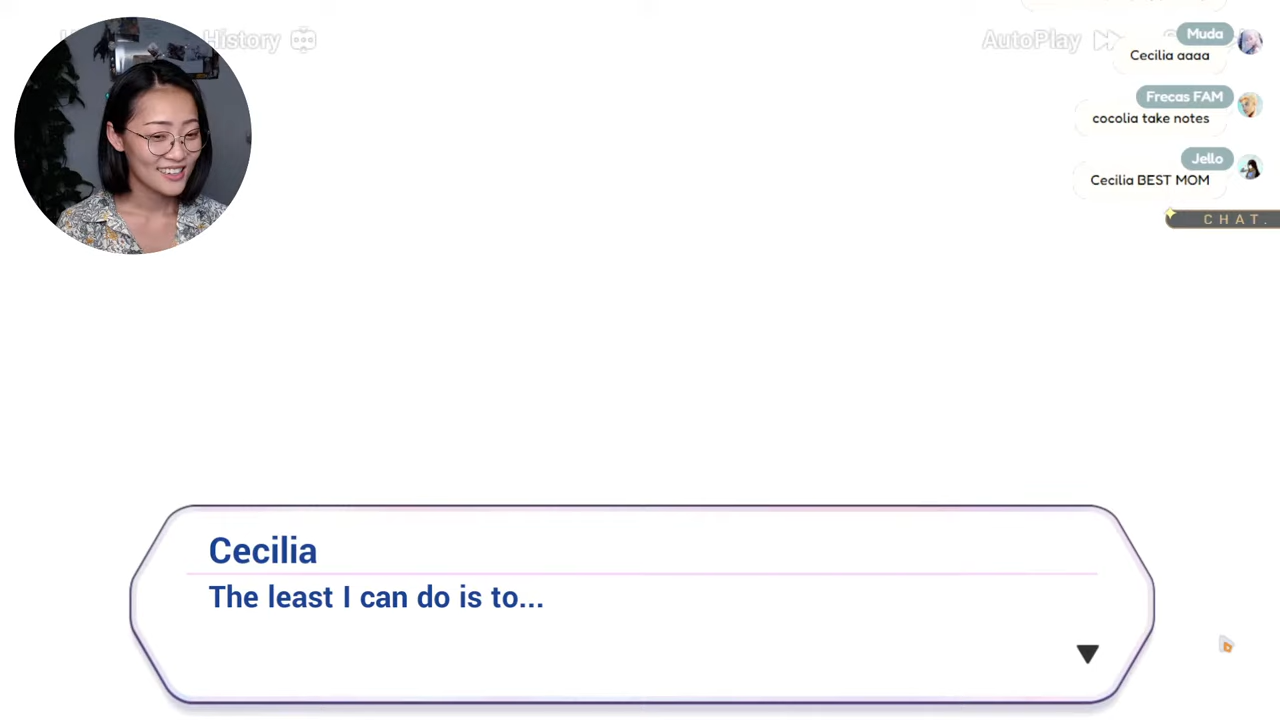 History
AutoPlay
Muda
Cecilia aaaa
Frecas FAM
cocolia take notes
Jello
Cecilia BEST MOM
CHAT.
Cecilia
The least I can do is to...